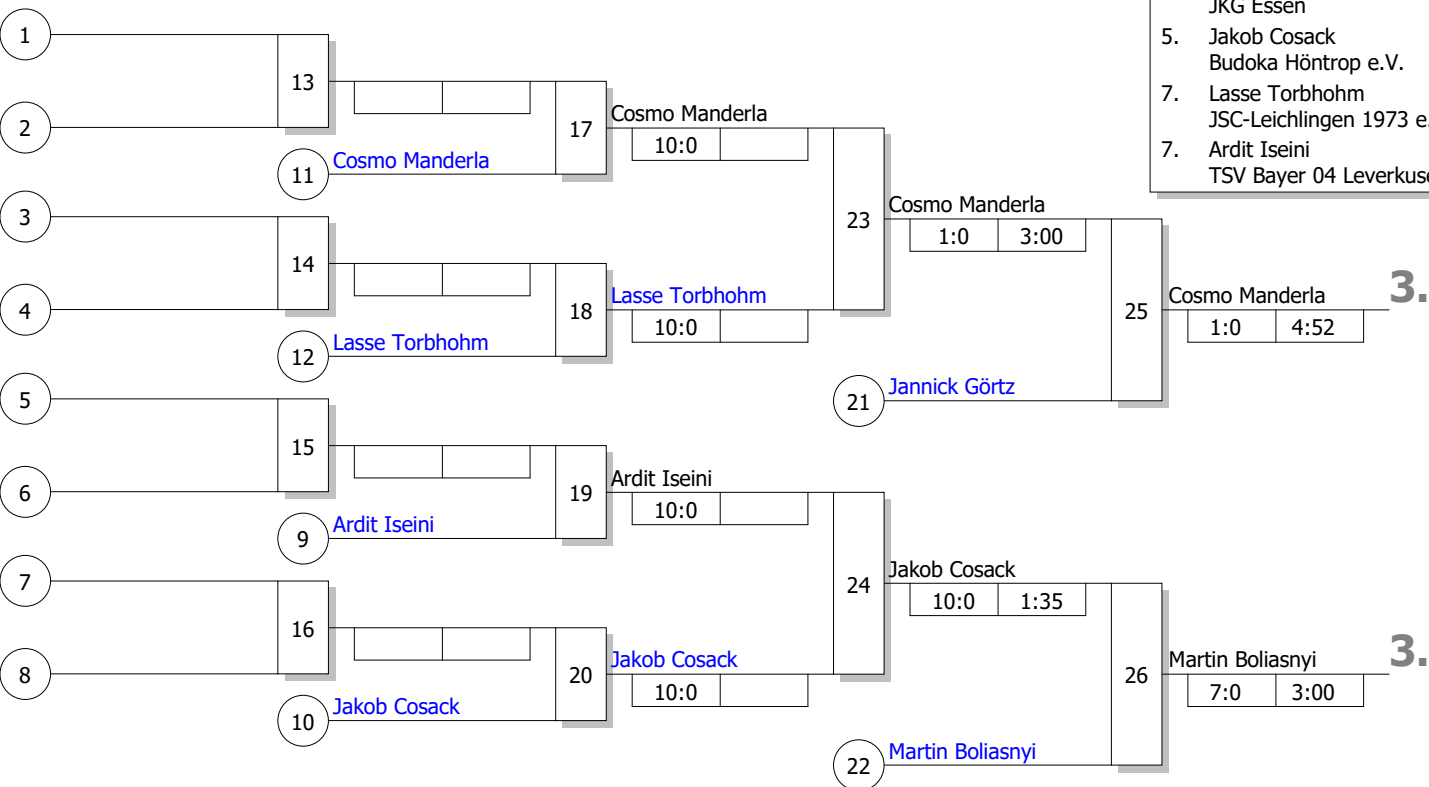 JKG Essen
5. Jakob Cosack
Budoka Höntrop e.V.
7. Lasse Torbhohm
JSC-Leichlingen 1973 e.
7. Ardit Iseini
TSV Bayer 04 Leverkuse
1
13
2
17
Cosmo Manderla
10:0
11
Cosmo Manderla
3
23
Cosmo Manderla
1:0 3:00
14
4
18
Lasse Torbhohm
10:0
12
Lasse Torbhohm
25
Cosmo Manderla
3.
1:0 4:52
5
21
Jannick Görtz
15
6
19
Ardit Iseini
10:0
9
Ardit Iseini
7
24
Jakob Cosack
10:0 1:35
16
8
20
Jakob Cosack
10:0
10
Jakob Cosack
26
Martin Boliasnyi
3.
7:0 3:00
22
Martin Boliasnyi